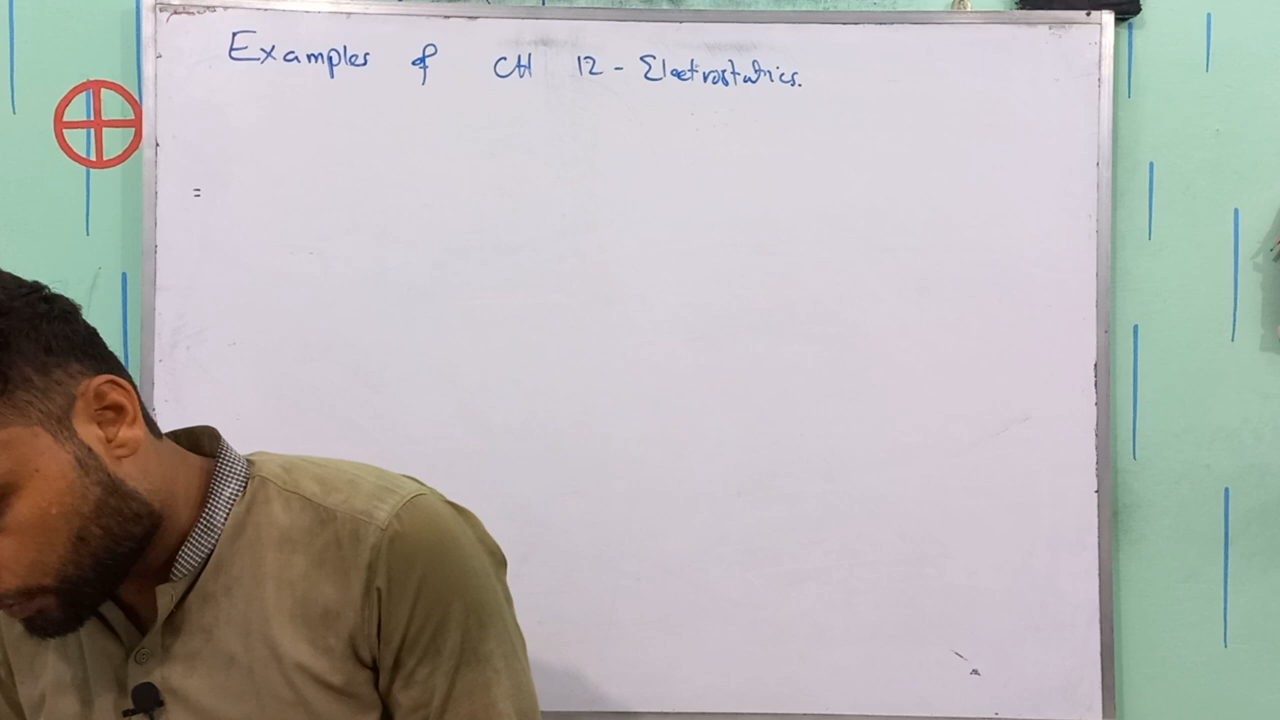 Examples of CH 12 - Electrostatics.
=